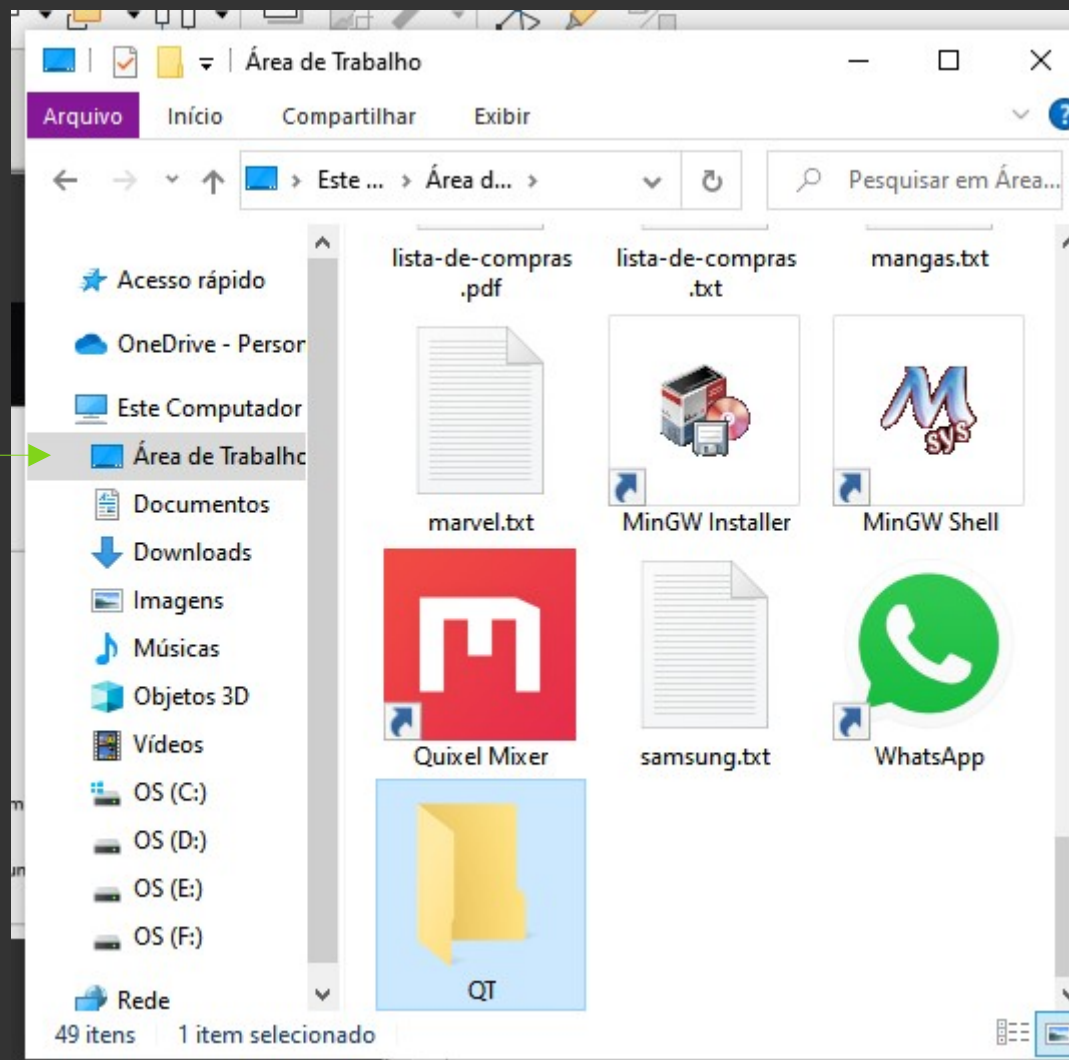 Área de Trabalho
Arquivo Início Compartilhar Exibir
Este ... Área d... Pesquisar em Área...
Acesso rápido
OneDrive - Person
Este Computador
Área de Trabalho
Documentos
Downloads
Imagens
Músicas
Objetos 3D
Vídeos
OS (C:)
OS (D:)
OS (E:)
OS (F:)
Rede
lista-de-compras
.pdf
lista-de-compras
.txt
mangas.txt
marvel.txt
M
sys
MinGW Installer
MinGW Shell
m
Quixel Mixer
samsung.txt
WhatsApp
QT
49 itens 1 item selecionado